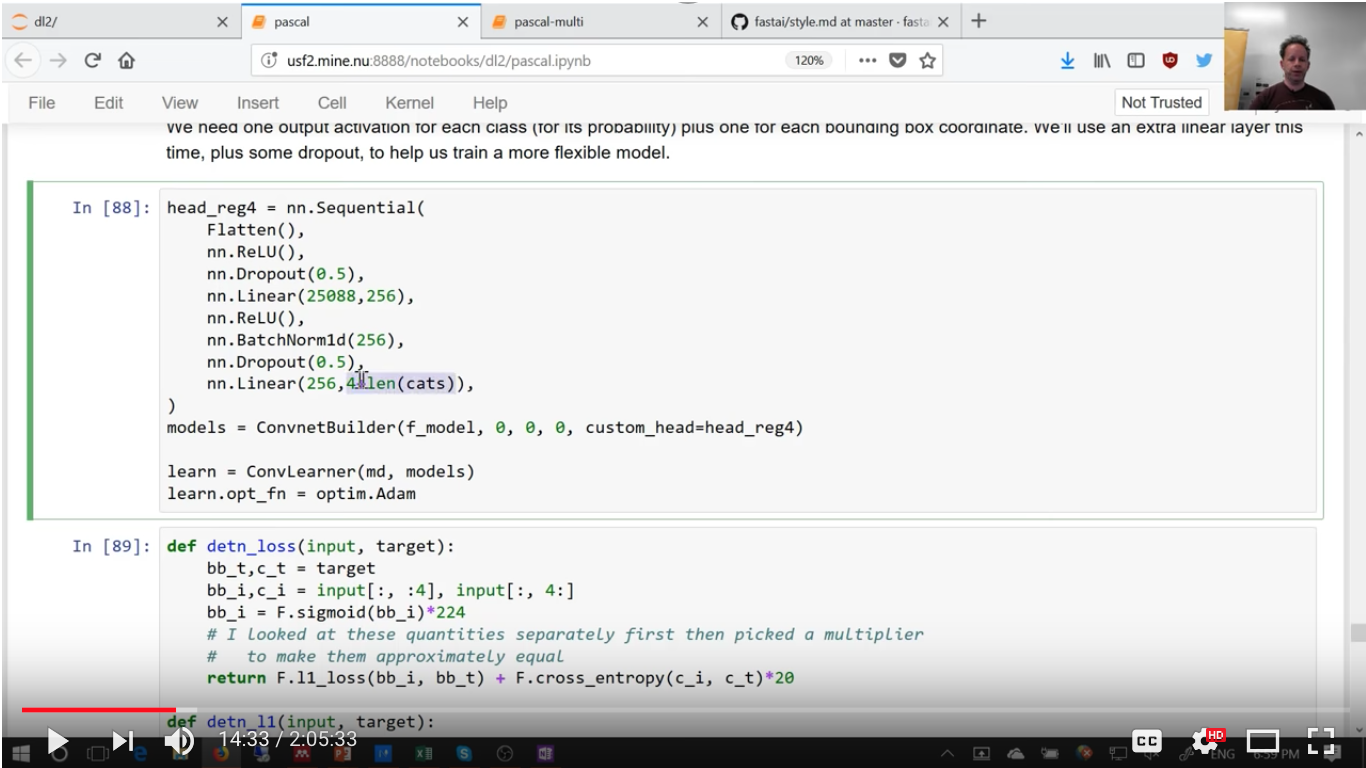 dl2/
pascal
pascal-multi
fastai/style.md at master · fasta
usf2.mine.nu:8888/notebooks/dl2/pascal.ipynb
120%
File Edit View Insert Cell Kernel Help
Not Trusted
We need one output activation for each class (for its probability) plus one for each bounding box coordinate. We'll use an extra linear layer this
time, plus some dropout, to help us train a more flexible model.
In [88]:
head_reg4 = nn.Sequential(
    Flatten(),
    nn.ReLU(),
    nn.Dropout(0.5),
    nn.Linear(25088,256),
    nn.ReLU(),
    nn.BatchNorm1d(256),
    nn.Dropout(0.5),
    nn.Linear(256,4+len(cats)),
)
models = ConvnetBuilder(f_model, 0, 0, 0, custom_head=head_reg4)
learn = ConvLearner(md, models)
learn.opt_fn = optim.Adam
In [89]:
def detn_loss(input, target):
    bb_t,c_t = target
    bb_i,c_i = input[:, :4], input[:, 4:]
    bb_i = F.sigmoid(bb_i)*224
    # I looked at these quantities separately first then picked a multiplier
    #   to make them approximately equal
    return F.l1_loss(bb_i, bb_t) + F.cross_entropy(c_i, c_t)*20
def detn_l1(input, target):
14:33 / 2:05:33
CC
HD
ENG
6:59 PM